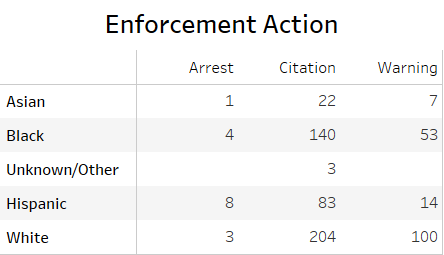 Enforcement Action
Arrest Citation Warning
Asian 1 22 7
Black 4 140 53
Unknown/Other 3
Hispanic 8 83 14
White 3 204 100